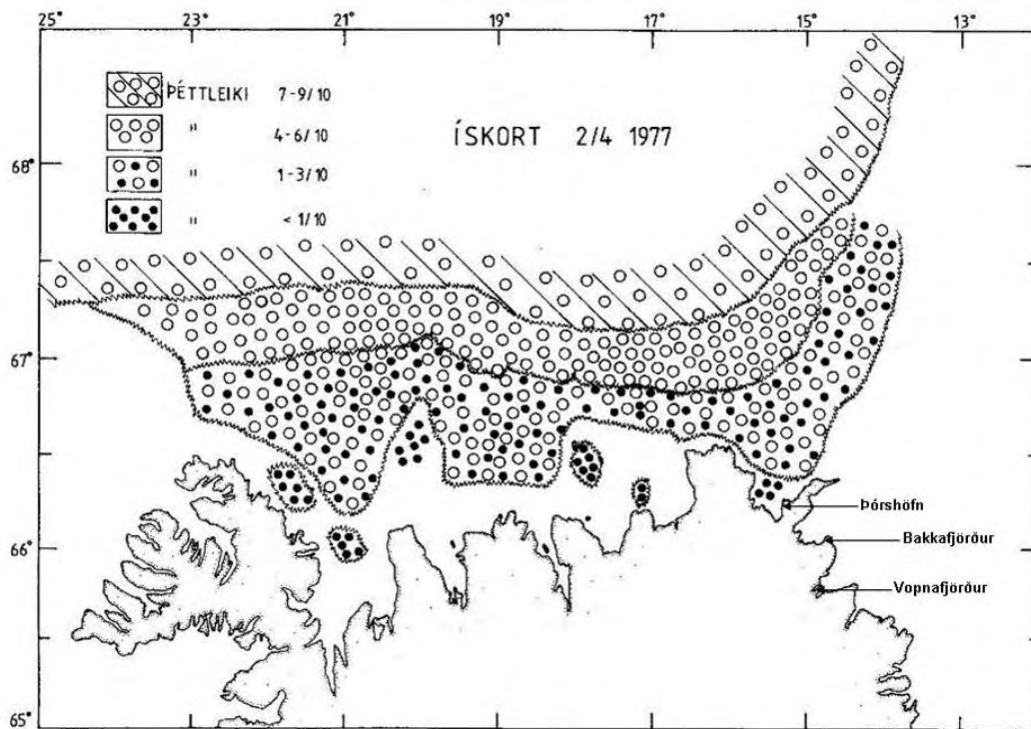 25° 23° 21° 19° 17° 15° 13°
ÞÉTTLEIKI 7-9/10
" 4-6/10
" 1-3/10
" < 1/10
ÍSKORT 2/4 1977
68°
67°
66°
65°
Þórshöfn
Bakkafjörður
Vopnafjörður